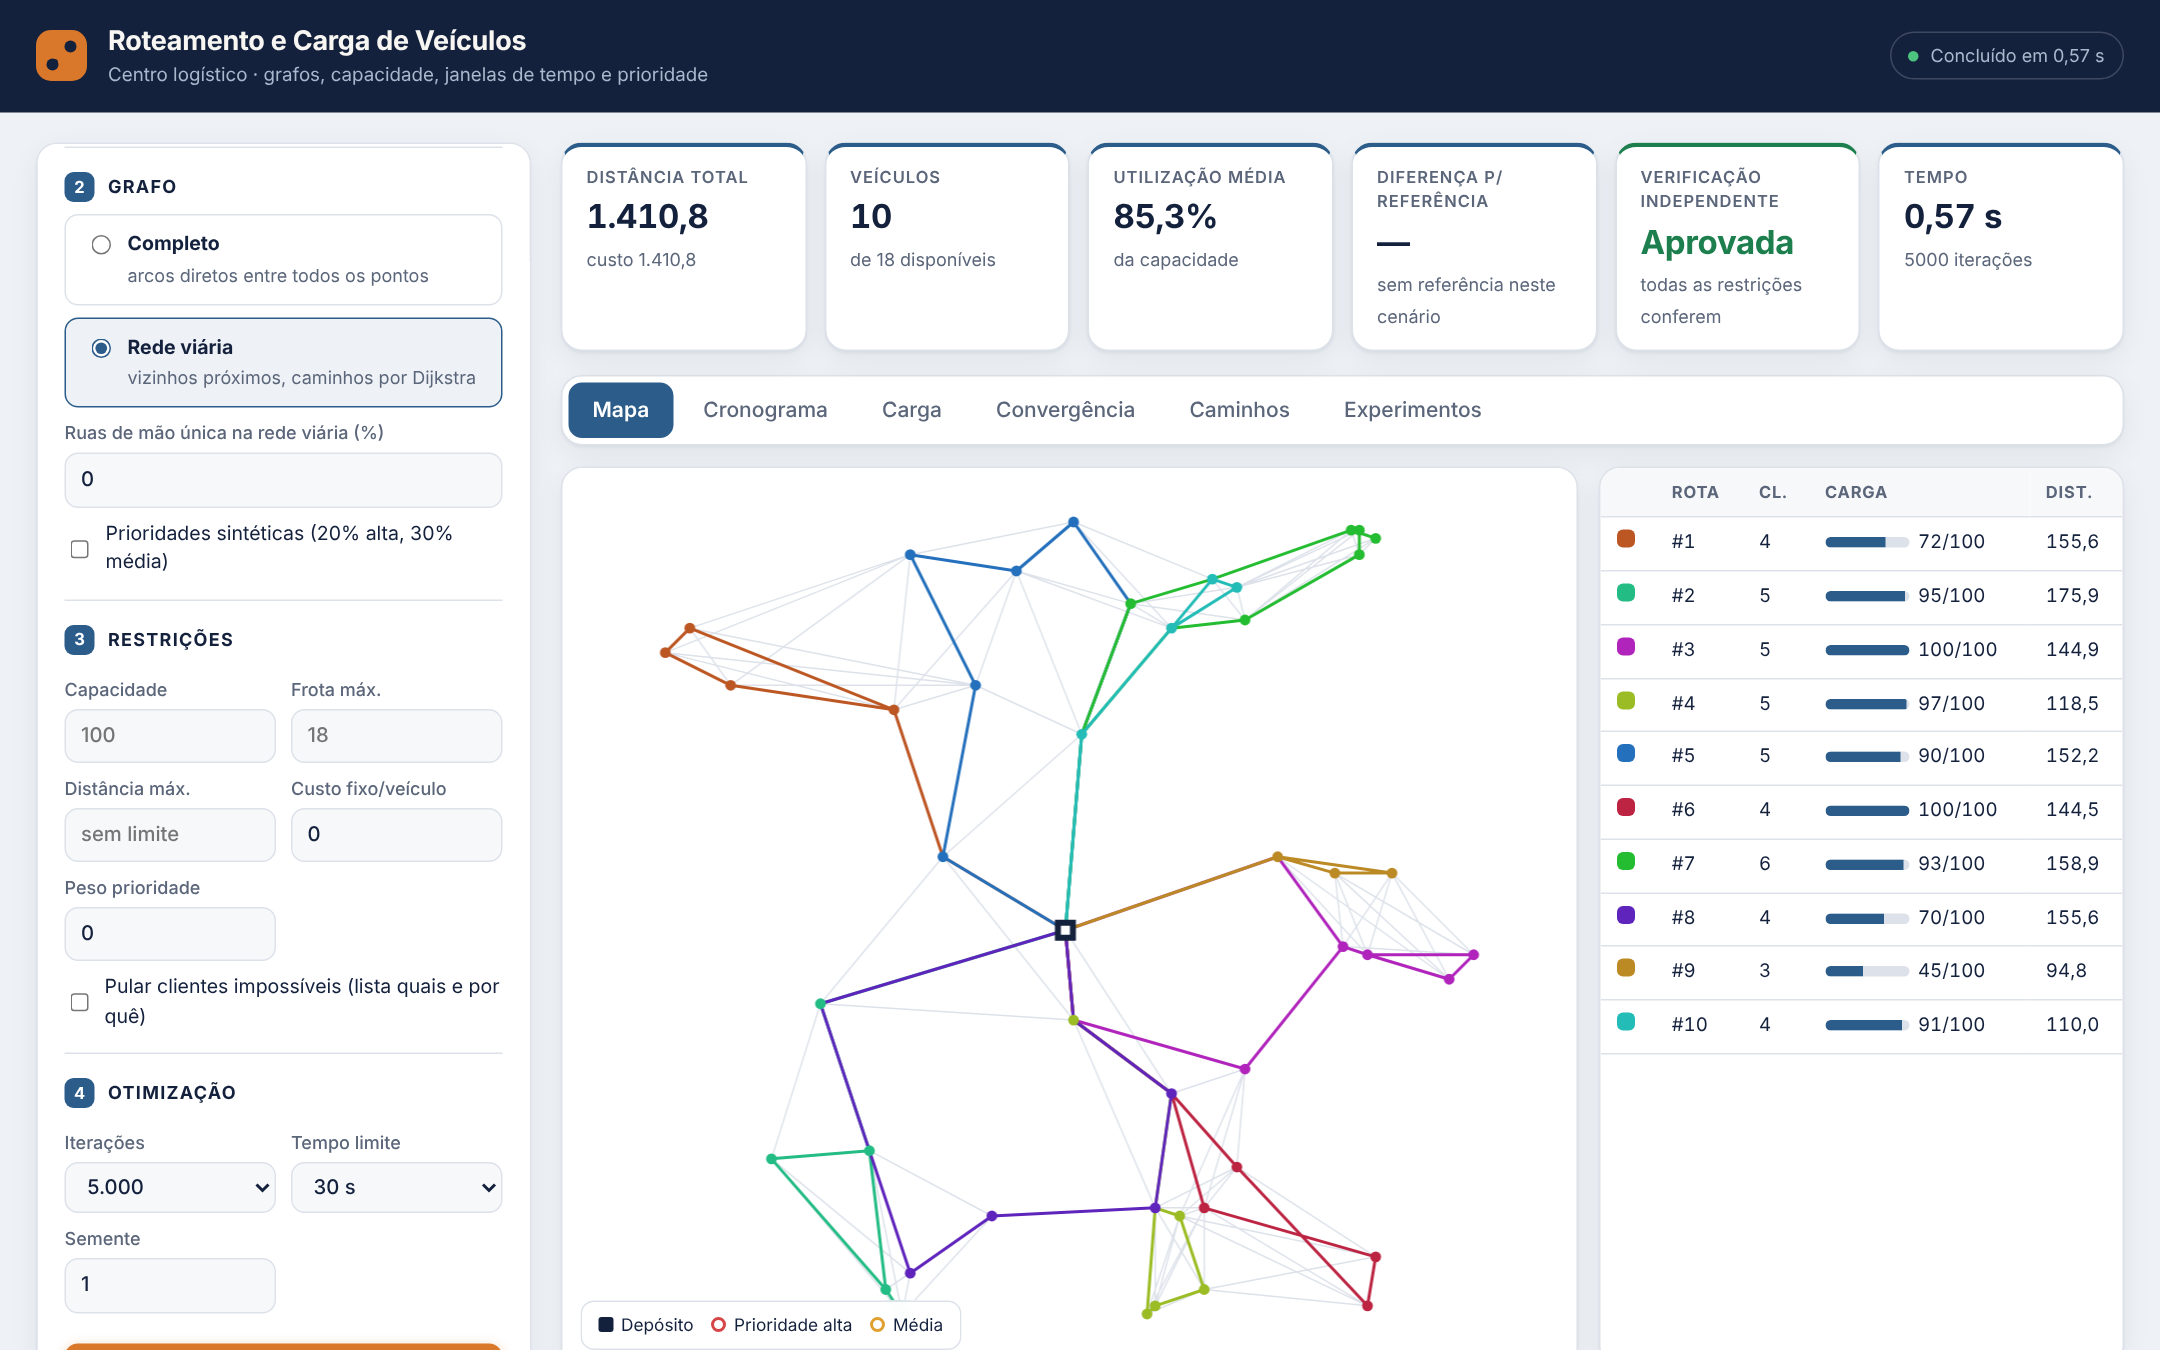 Roteamento e Carga de Veículos
Centro logístico · grafos, capacidade, janelas de tempo e prioridade
Concluído em 0,57 s
2 GRAFO
Completo
arcos diretos entre todos os pontos
Rede viária
vizinhos próximos, caminhos por Dijkstra
Ruas de mão única na rede viária (%)
0
Prioridades sintéticas (20% alta, 30%
média)
3 RESTRIÇÕES
Capacidade Frota máx.
100 18
Distância máx. Custo fixo/veículo
sem limite 0
Peso prioridade
0
Pular clientes impossíveis (lista quais e por
quê)
4 OTIMIZAÇÃO
Iterações Tempo limite
5.000 30 s
Semente
1
DISTÂNCIA TOTAL
1.410,8
custo 1.410,8
VEÍCULOS
10
de 18 disponíveis
UTILIZAÇÃO MÉDIA
85,3%
da capacidade
DIFERENÇA P/
REFERÊNCIA
—
sem referência neste
cenário
VERIFICAÇÃO
INDEPENDENTE
Aprovada
todas as restrições
conferem
TEMPO
0,57 s
5000 iterações
Mapa Cronograma Carga Convergência Caminhos Experimentos
Depósito Prioridade alta Média
ROTA CL. CARGA DIST.
#1 4 72/100 155,6
#2 5 95/100 175,9
#3 5 100/100 144,9
#4 5 97/100 118,5
#5 5 90/100 152,2
#6 4 100/100 144,5
#7 6 93/100 158,9
#8 4 70/100 155,6
#9 3 45/100 94,8
#10 4 91/100 110,0